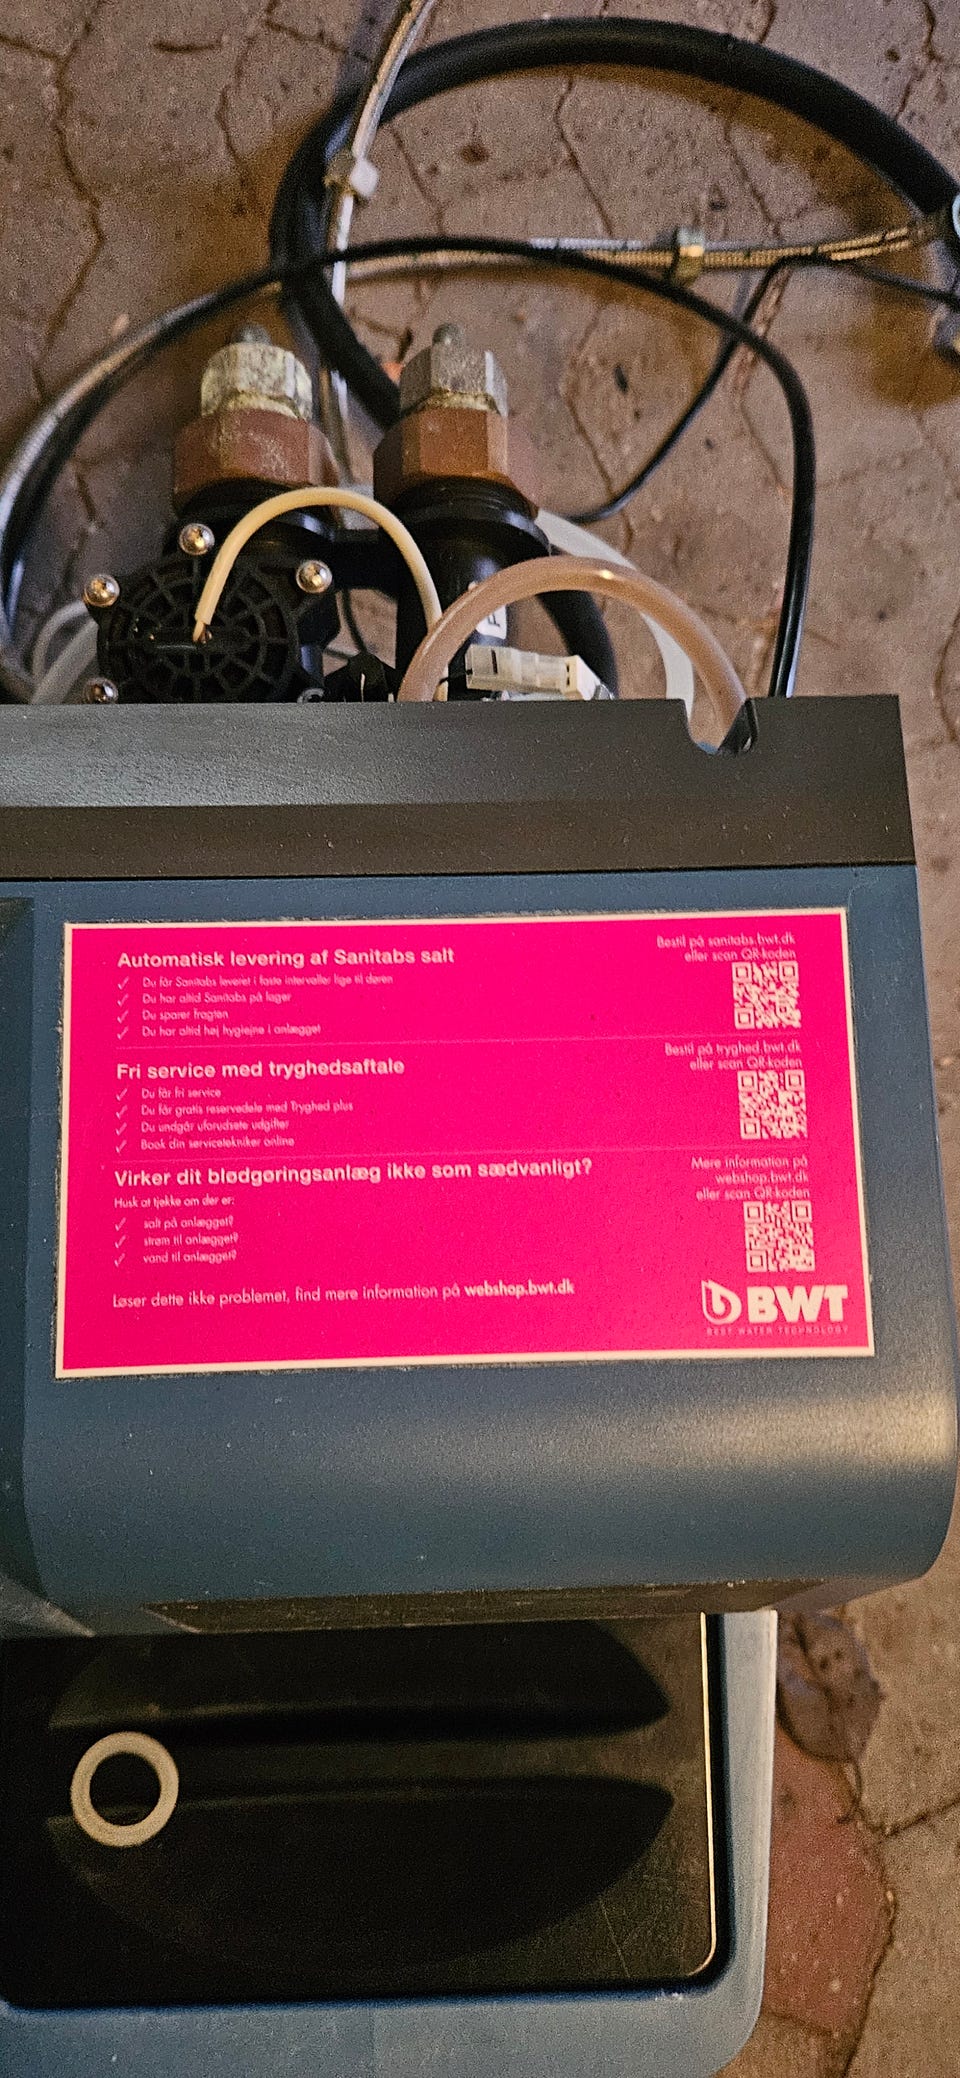 Automatisk levering af Sanitabs salt
Du får Sanitabs leveret i faste intervaller lige til døren
Du har altid Sanitabs på lager
Du sparer fragten
Du har altid høj hygiejne i anlægget
Bestil på sanitabs.bwt.dk
eller scan QR-koden
Fri service med tryghedsaftale
Du får fri service
Du får gratis reservedele med Tryghed plus
Du undgår uforudsete udgifter
Book din servicetekniker online
Bestil på tryghed.bwt.dk
eller scan QR-koden
Virker dit blødgøringsanlæg ikke som sædvanligt?
Husk at tjekke om der er:
salt på anlægget?
strøm til anlægget?
vand til anlægget?
Mere information på
webshop.bwt.dk
eller scan QR-koden
Løser dette ikke problemet, find mere information på webshop.bwt.dk
BWT
BEST WATER TECHNOLOGY